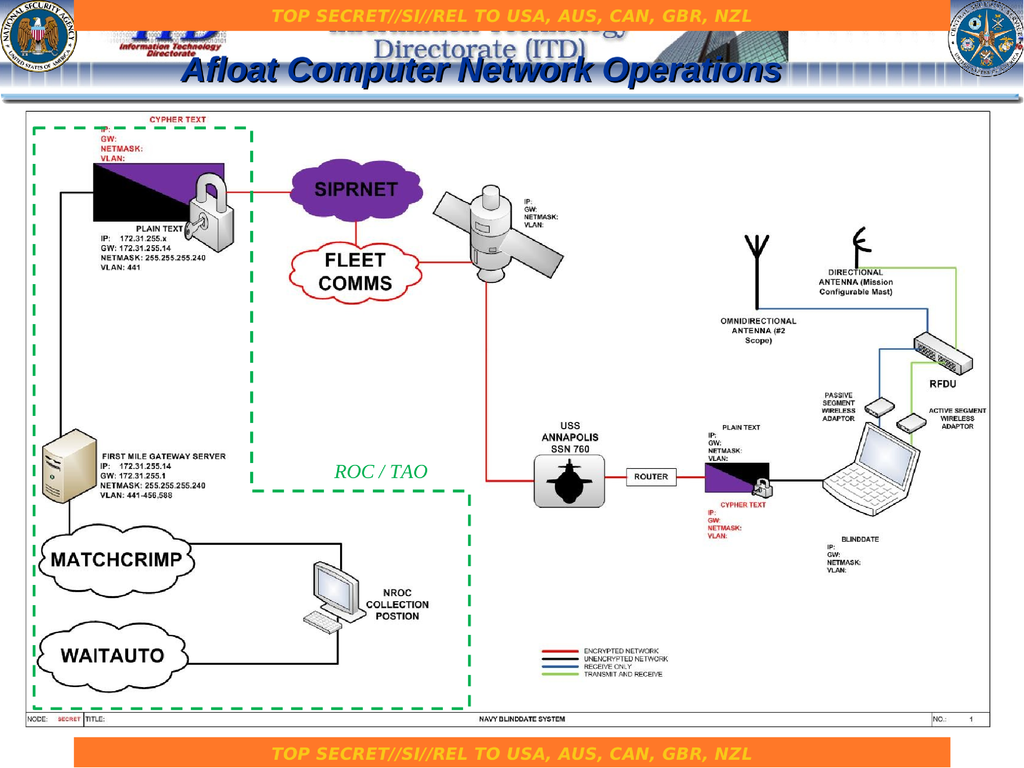 TOP SECRET//SI//REL TO USA, AUS, CAN, GBR, NZL
Information Technology
Directorate
Directorate (ITD)
Afloat Computer Network Operations
CYPHER TEXT
IP:
GW:
NETMASK:
VLAN:
PLAIN TEXT
IP: 172.31.255.x
GW: 172.31.255.14
NETMASK: 255.255.255.240
VLAN: 441
SIPRNET
FLEET
COMMS
IP:
GW:
NETMASK:
VLAN:
DIRECTIONAL
ANTENNA (Mission
Configurable Mast)
OMNIDIRECTIONAL
ANTENNA (#2
Scope)
RFDU
PASSIVE
SEGMENT
WIRELESS
ADAPTOR
ACTIVE SEGMENT
WIRELESS
ADAPTOR
FIRST MILE GATEWAY SERVER
IP: 172.31.255.14
GW: 172.31.255.1
NETMASK: 255.255.255.240
VLAN: 441-456,588
ROC / TAO
USS
ANNAPOLIS
SSN 760
ROUTER
PLAIN TEXT
IP:
GW:
NETMASK:
VLAN:
CYPHER TEXT
IP:
GW:
NETMASK:
VLAN:
BLINDDATE
IP:
GW:
NETMASK:
VLAN:
MATCHCRIMP
NROC
COLLECTION
POSTION
WAITAUTO
ENCRYPTED NETWORK
UNENCRYPTED NETWORK
RECEIVE ONLY
TRANSMIT AND RECEIVE
NODE: SECRET TITLE: NAVY BLINDDATE SYSTEM NO.: 1
TOP SECRET//SI//REL TO USA, AUS, CAN, GBR, NZL